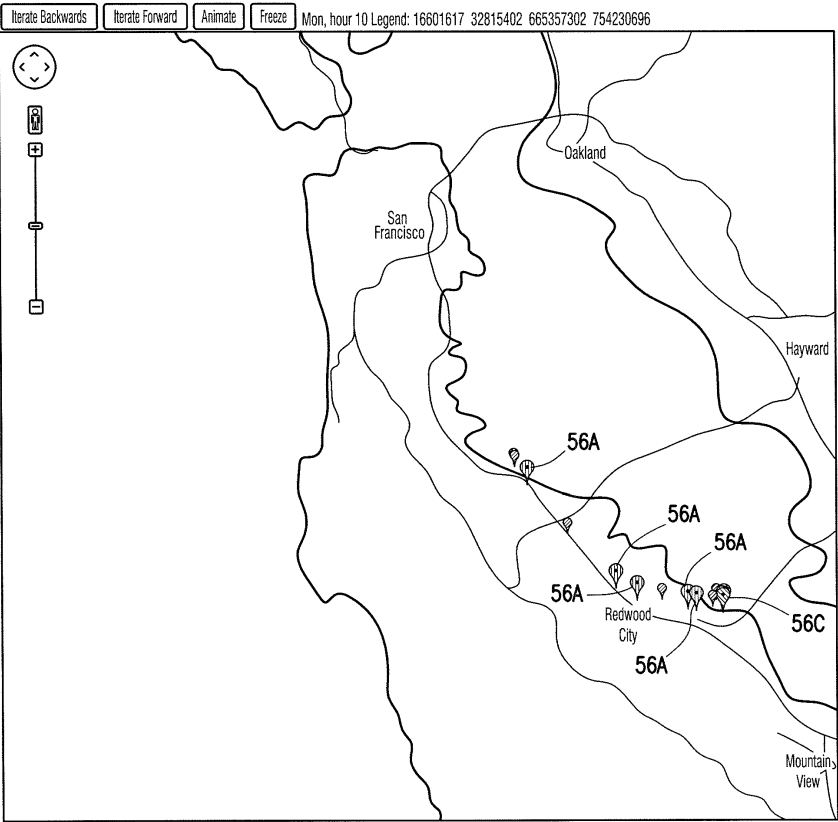 Iterate Backwards Iterate Forward Animate Freeze Mon, hour 10 Legend: 16601617 32815402 665357302 754230696
Oakland
San
Francisco
Hayward
56A
56A
56A
56A
56C
Redwood
City
56A
Mountain
View